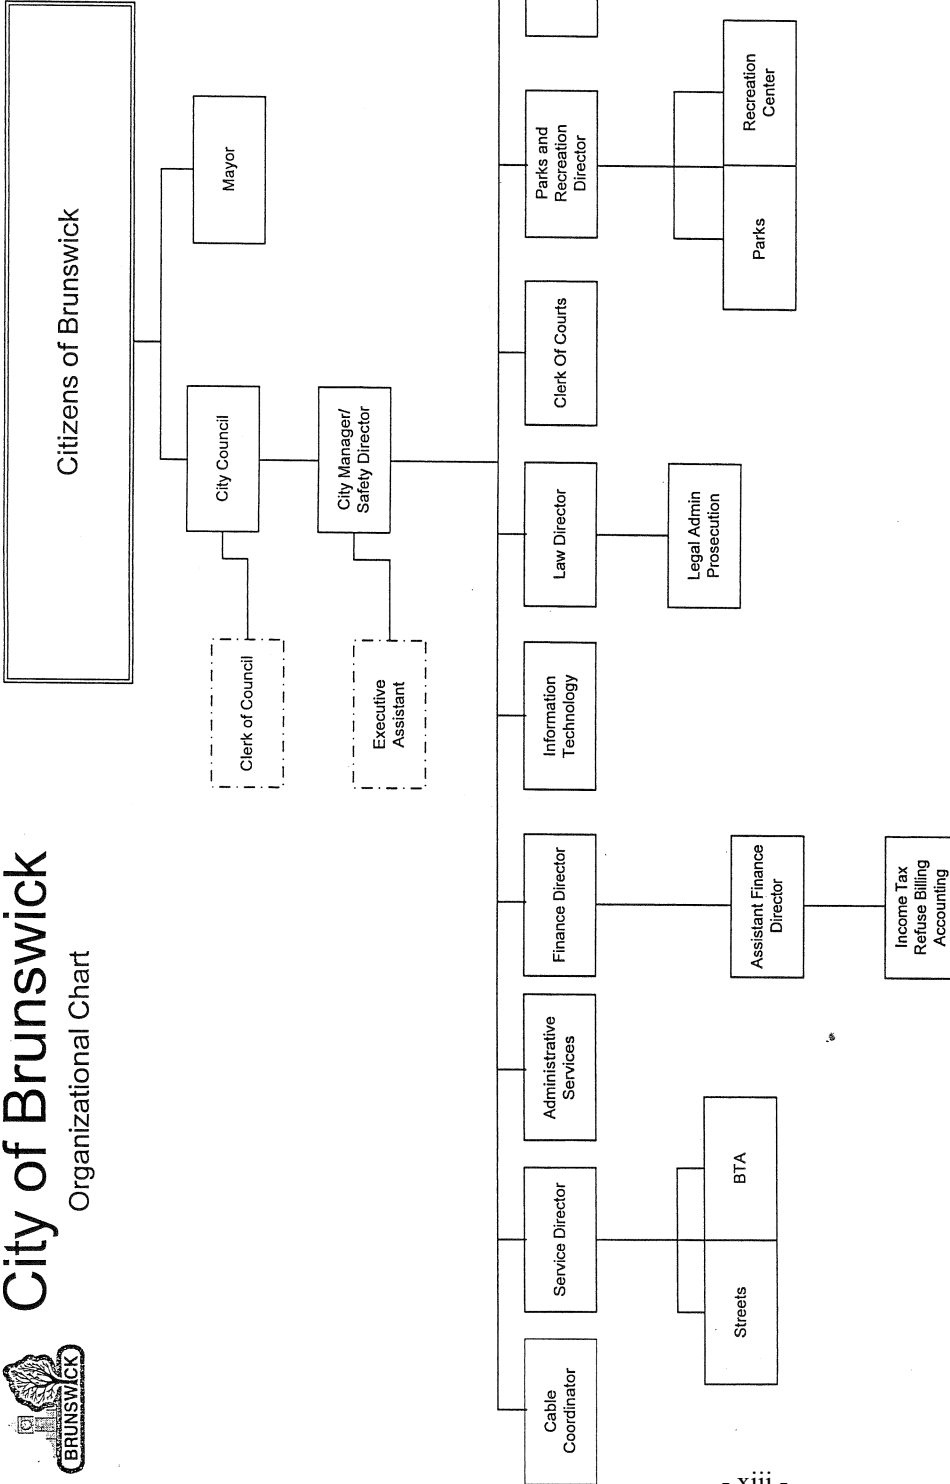 BRUNSWICK
City of Brunswick
Organizational Chart
Citizens of Brunswick
City Council
Mayor
Clerk of Council
City Manager/
Safety Director
Executive
Assistant
Cable
Coordinator
Service Director
Administrative
Services
Finance Director
Information
Technology
Law Director
Clerk Of Courts
Parks and
Recreation
Director
Streets
BTA
Assistant Finance
Director
Income Tax
Refuse Billing
Accounting
Legal Admin
Prosecution
Parks
Recreation
Center
- xiii -